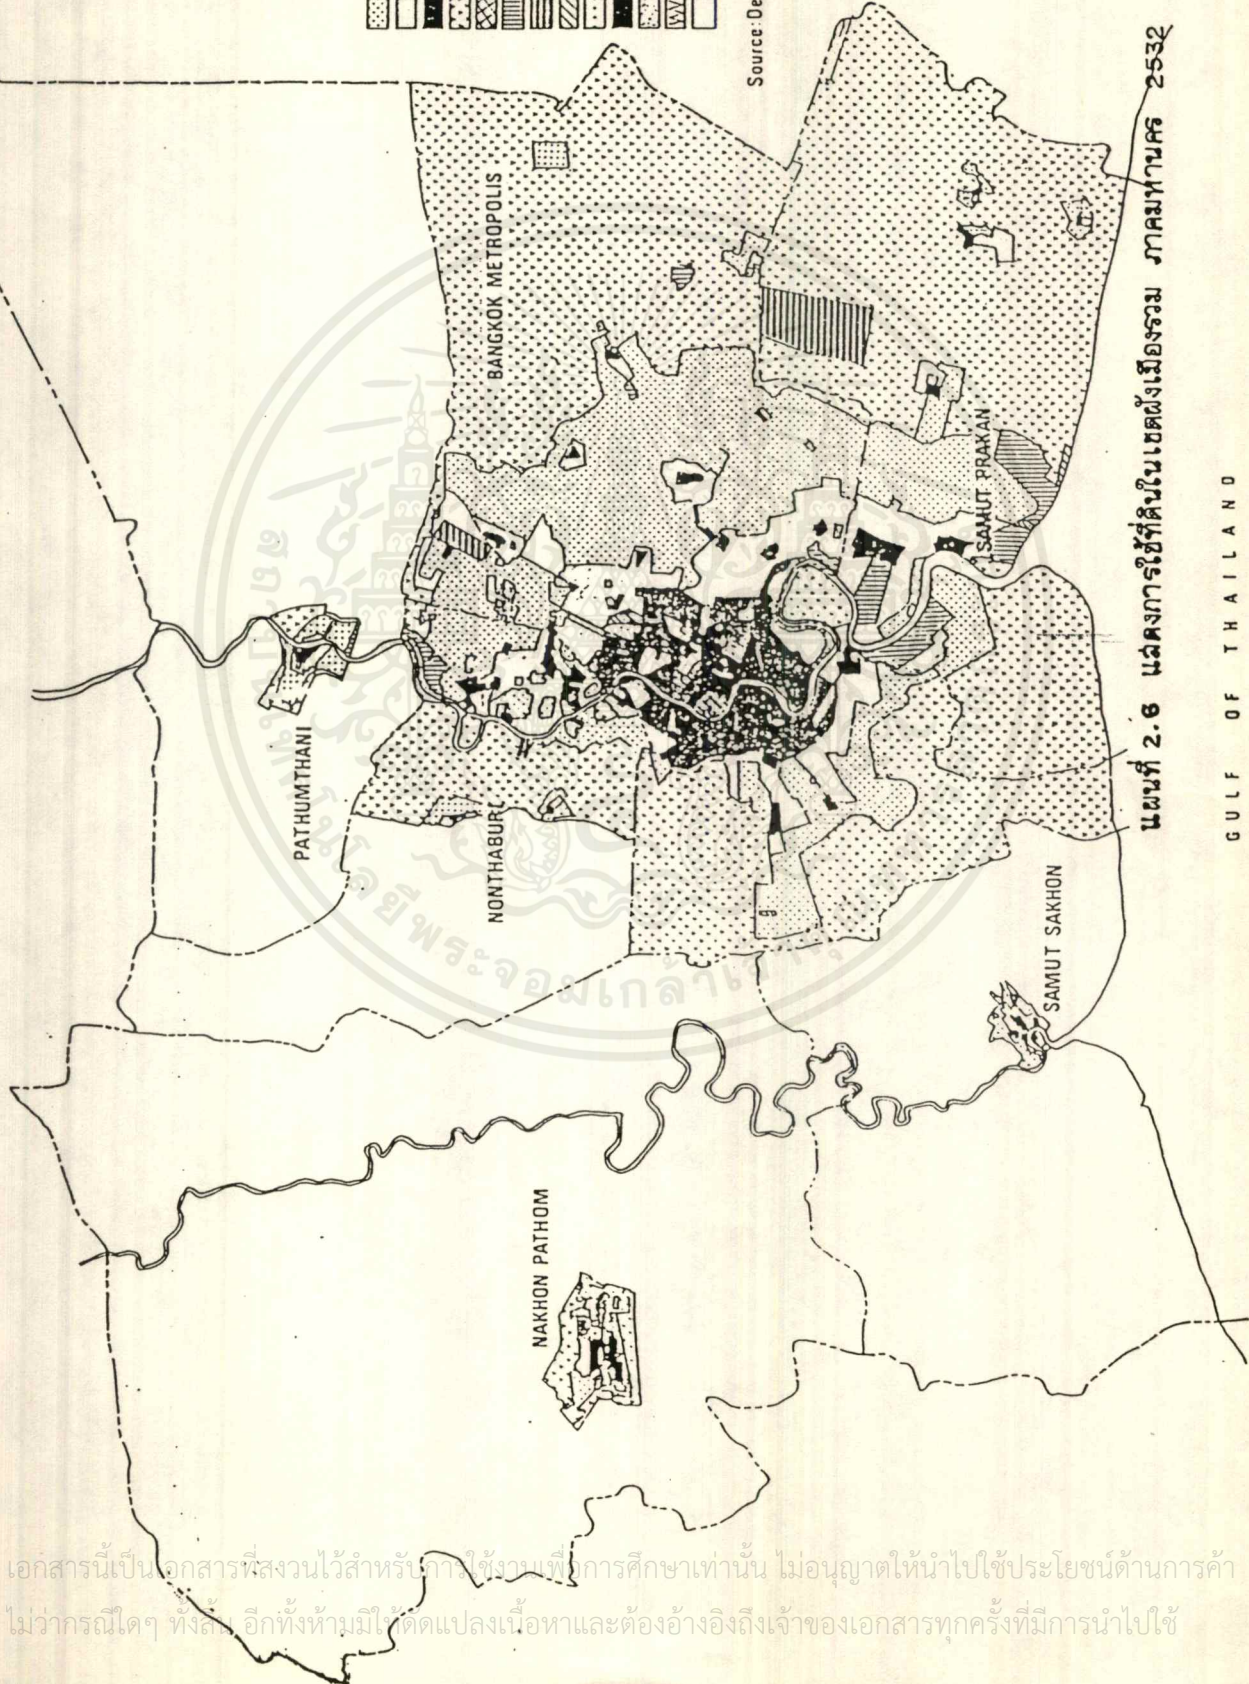 Source: De
BANGKOK METROPOLIS
PATHUMTHANI
NONTHABURI
SAMUT PRAKAN
SAMUT SAKHON
NAKHON PATHOM
แผนที่ 2.6 แสดงการใช้ที่ดินในเขตผังเมืองรวม ภาคมหานคร 2532
GULF OF THAILAND
เอกสารนี้เป็นเอกสารที่สงวนไว้สำหรับการใช้งานเพื่อการศึกษาเท่านั้น ไม่อนุญาตให้นำไปใช้ประโยชน์ด้านการค้า
ไม่ว่ากรณีใดๆ ทั้งสิ้น อีกทั้งห้ามมิให้ดัดแปลงเนื้อหาและต้องอ้างอิงถึงเจ้าของเอกสารทุกครั้งที่มีการนำไปใช้